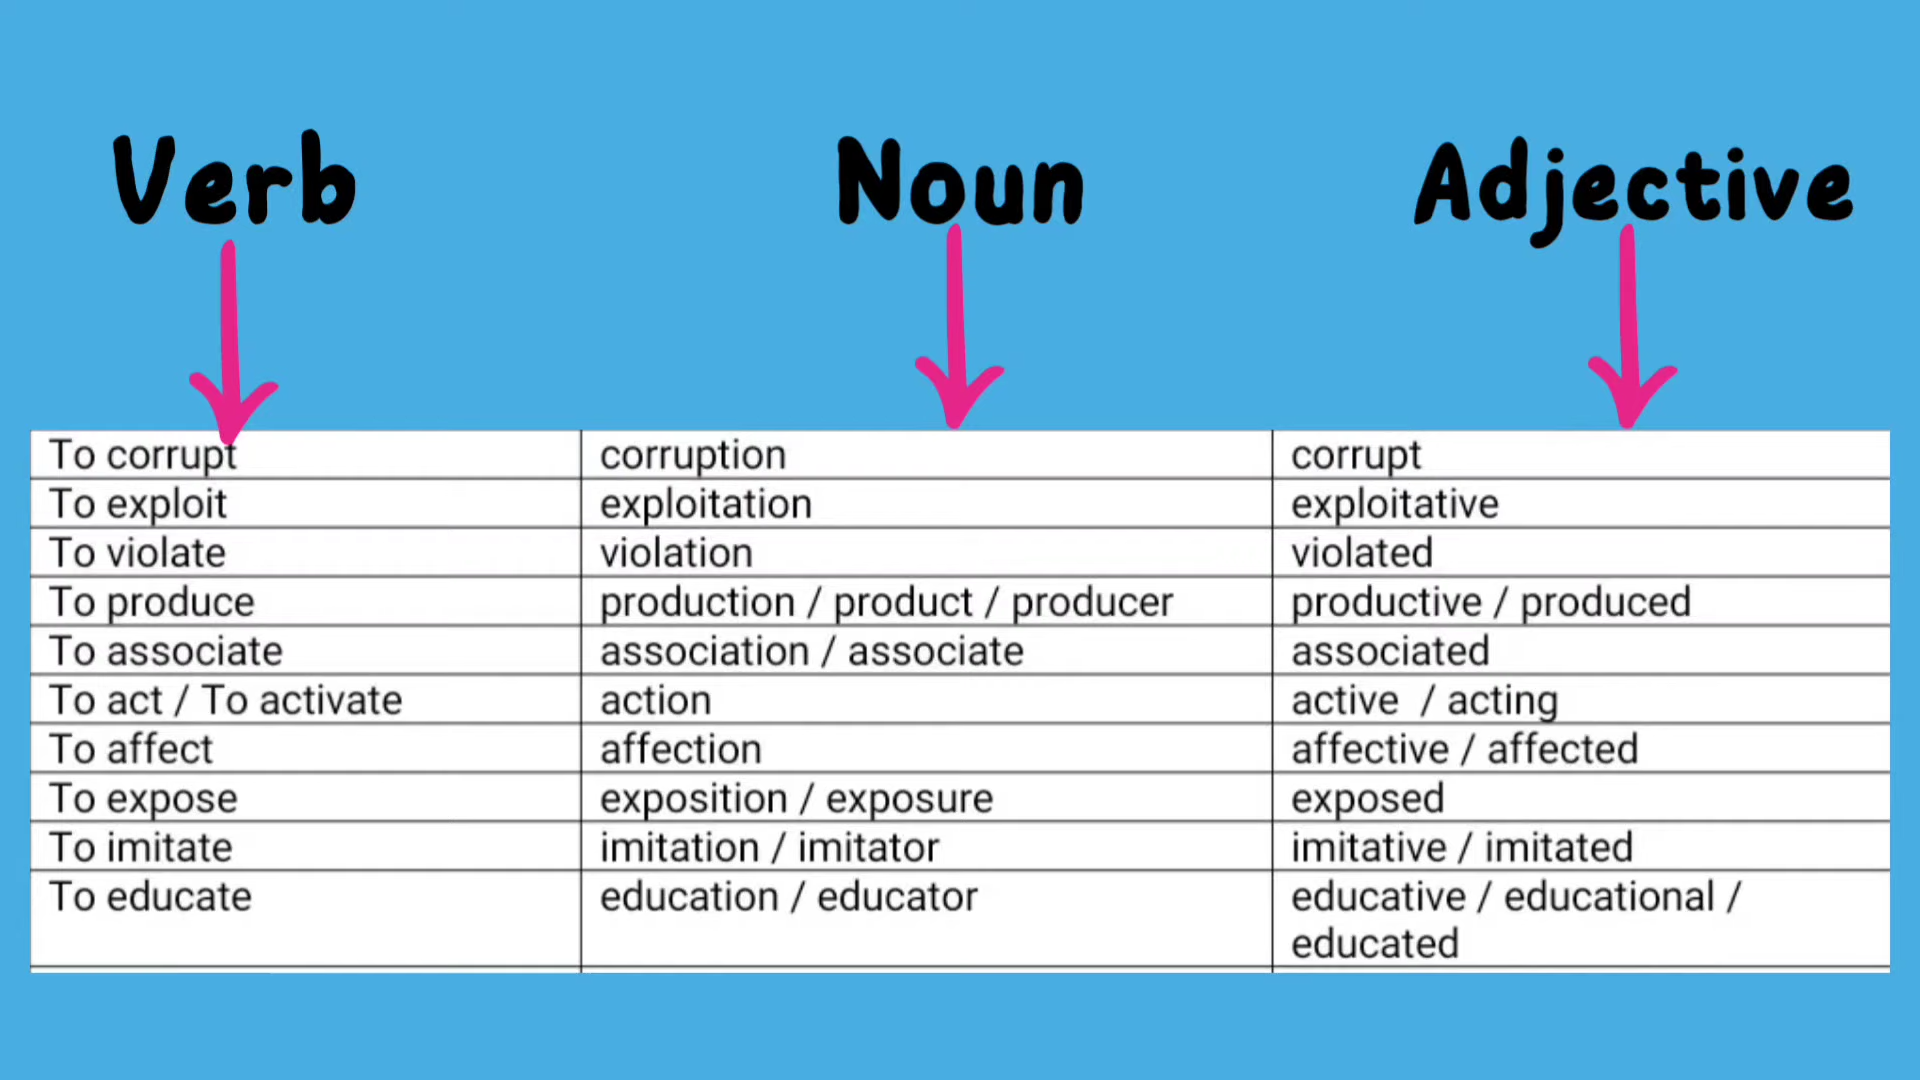 Verb Noun Adjective
To corrupt corruption corrupt
To exploit exploitation exploitative
To violate violation violated
To produce production / product / producer productive / produced
To associate association / associate associated
To act / To activate action active / acting
To affect affection affective / affected
To expose exposition / exposure exposed
To imitate imitation / imitator imitative / imitated
To educate education / educator educative / educational /
educated